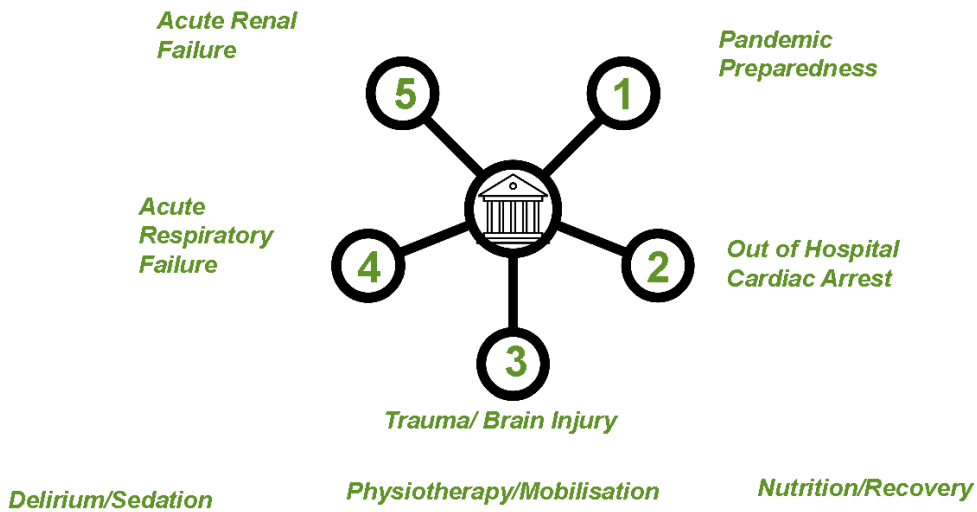 Acute Renal
Failure
Pandemic
Preparedness
5
1
Acute
Respiratory
Failure
4
2
Out of Hospital
Cardiac Arrest
3
Trauma/ Brain Injury
Delirium/Sedation
Physiotherapy/Mobilisation
Nutrition/Recovery